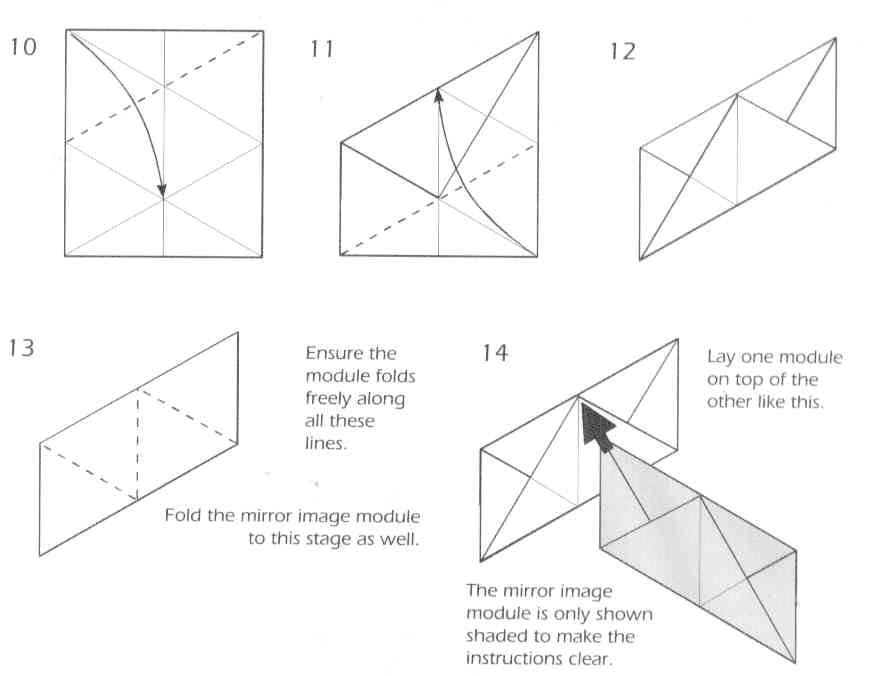 10
11
12
13
Ensure the
module folds
freely along
all these
lines.
Fold the mirror image module
to this stage as well.
14
Lay one module
on top of the
other like this.
The mirror image
module is only shown
shaded to make the
instructions clear.